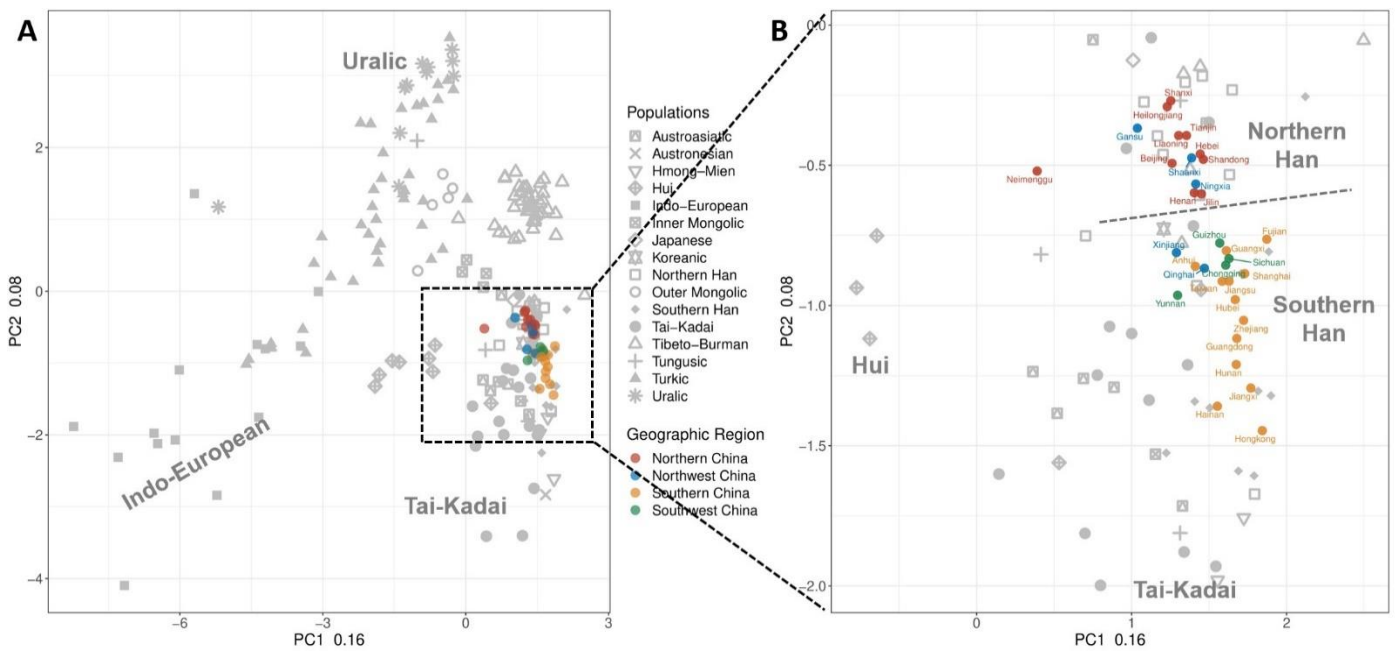 A
Uralic
Indo-European
Tai-Kadai
2
0
−2
−4
−6
−3
0
3
PC2 0.08
PC1 0.16
Populations
Austroasiatic
Austronesian
Hmong−Mien
Hui
Indo−European
Inner Mongolic
Japanese
Koreanic
Northern Han
Outer Mongolic
Southern Han
Tai−Kadai
Tibeto−Burman
Tungusic
Turkic
Uralic
Geographic Region
Northern China
Northwest China
Southern China
Southwest China
B
0.0
−0.5
−1.0
−1.5
−2.0
0
1
2
PC2 0.08
PC1 0.16
Northern
Han
Southern
Han
Hui
Tai-Kadai
Shanxi
Heilongjiang
Gansu
Tianjin
Liaoning
Hebei
Beijing
Shandong
Shaanxi
Neimenggu
Ningxia
Henan
Jilin
Guizhou
Fujian
Xinjiang
Guangxi
Anhui
Sichuan
Qinghai
Chongqing
Shanghai
Jiangsu
Yunnan
Hubei
Zhejiang
Guangdong
Hunan
Jiangxi
Hainan
Hongkong